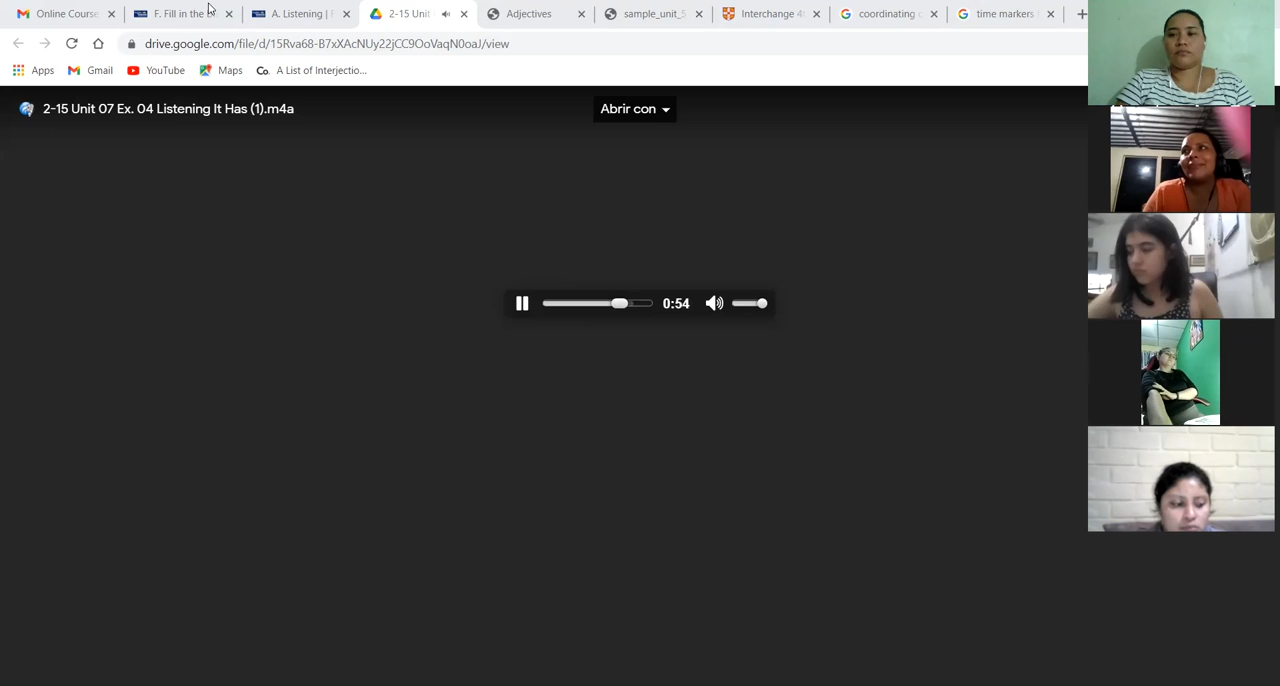 Online Course
F. Fill in the
A. Listening | F
2-15 Unit
Adjectives
sample_unit_5
Interchange 4
coordinating c
time markers
drive.google.com/file/d/15Rva68-B7xXAcNUy22jCC9OoVaqN0oaJ/view
Apps
Gmail
YouTube
Maps
Co.
A List of Interjectio...
2-15 Unit 07 Ex. 04 Listening It Has (1).m4a
Abrir con
0:54